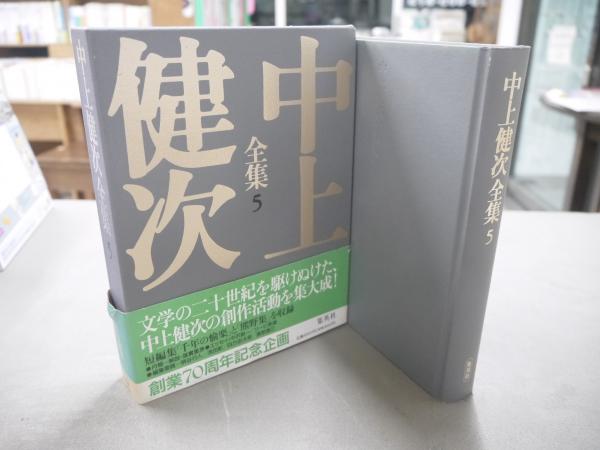 中上健次全集 5
中上
健次
全集 5
文学の二十世紀を駆けぬけた、
中上健次の創作活動を集大成!
短編集『千年の愉楽』と『熊野集』を収録
集英社
創業70周年記念企画
中上健次全集 5
集英社